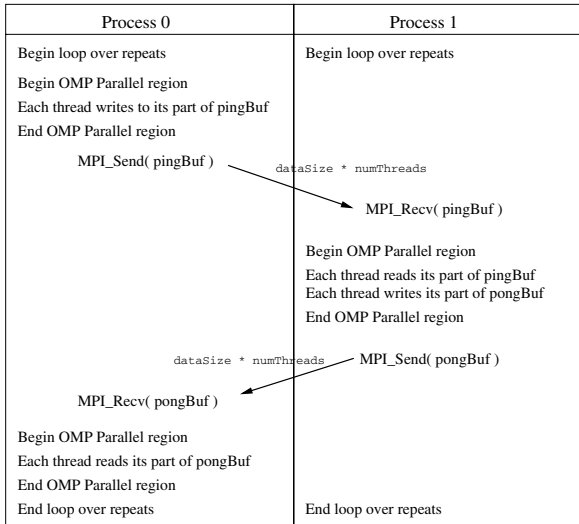 Process 0
Process 1
Begin loop over repeats
Begin loop over repeats
Begin OMP Parallel region
Each thread writes to its part of pingBuf
End OMP Parallel region
MPI_Send( pingBuf )
dataSize * numThreads
MPI_Recv( pingBuf )
Begin OMP Parallel region
Each thread reads its part of pingBuf
Each thread writes its part of pongBuf
End OMP Parallel region
dataSize * numThreads
MPI_Send( pongBuf )
MPI_Recv( pongBuf )
Begin OMP Parallel region
Each thread reads its part of pongBuf
End OMP Parallel region
End loop over repeats
End loop over repeats